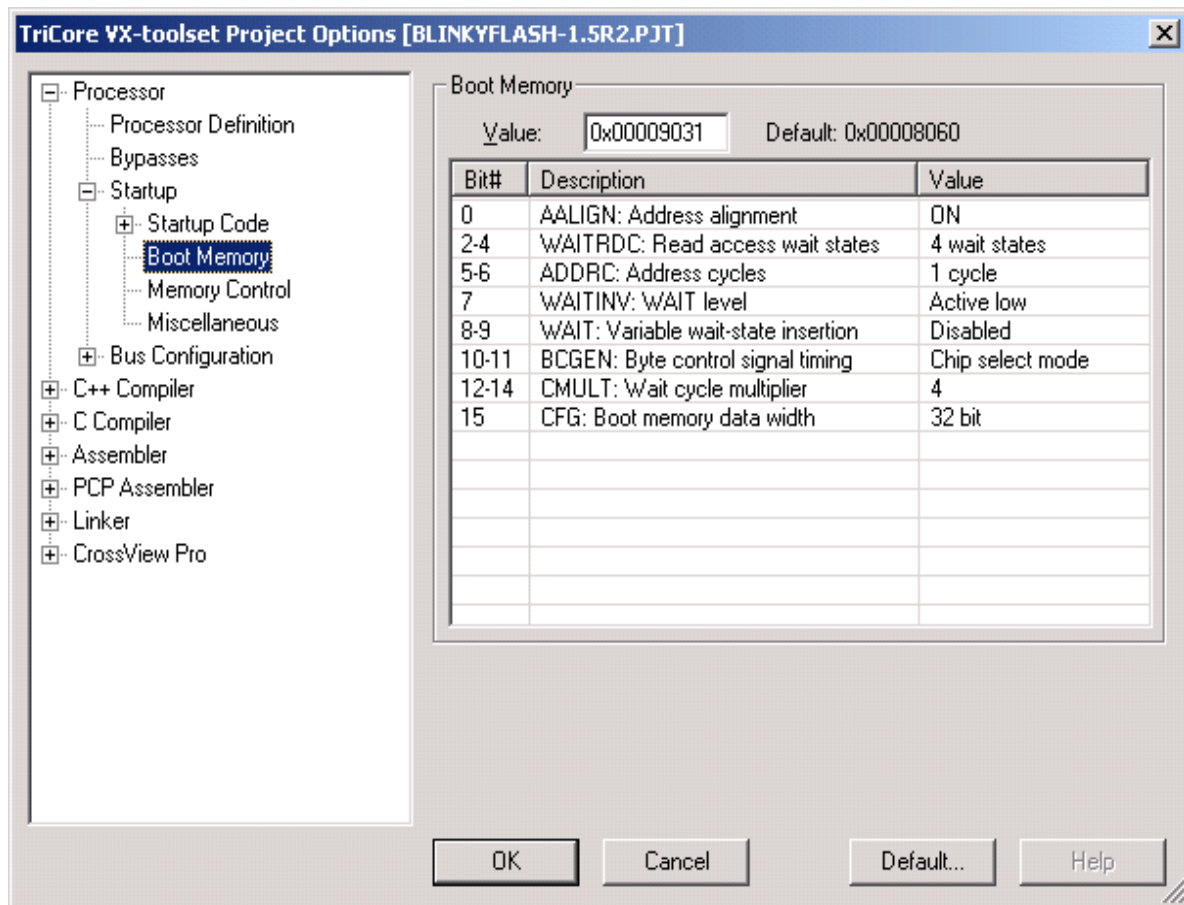 TriCore VX-toolset Project Options [BLINKYFLASH-1.5R2.PJT]
Processor
Processor Definition
Bypasses
Startup
Startup Code
Boot Memory
Memory Control
Miscellaneous
Bus Configuration
C++ Compiler
C Compiler
Assembler
PCP Assembler
Linker
CrossView Pro
Boot Memory
Value: 0x00009031 Default: 0x00008060
Bit# Description Value
0 AALIGN: Address alignment ON
2-4 WAITRDC: Read access wait states 4 wait states
5-6 ADDRC: Address cycles 1 cycle
7 WAITINV: WAIT level Active low
8-9 WAIT: Variable wait-state insertion Disabled
10-11 BCGEN: Byte control signal timing Chip select mode
12-14 CMULT: Wait cycle multiplier 4
15 CFG: Boot memory data width 32 bit
OK Cancel Default... Help